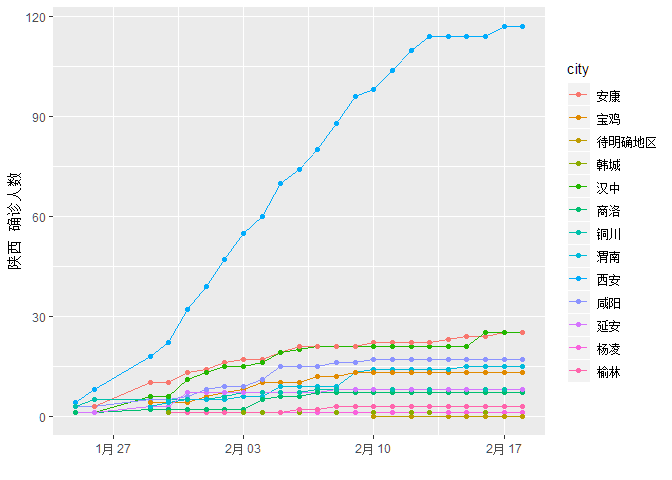 120
90
60
30
0
陕西 确诊人数
1月 27
2月 03
2月 10
2月 17
city
安康
宝鸡
待明确地区
韩城
汉中
商洛
铜川
渭南
西安
咸阳
延安
杨凌
榆林